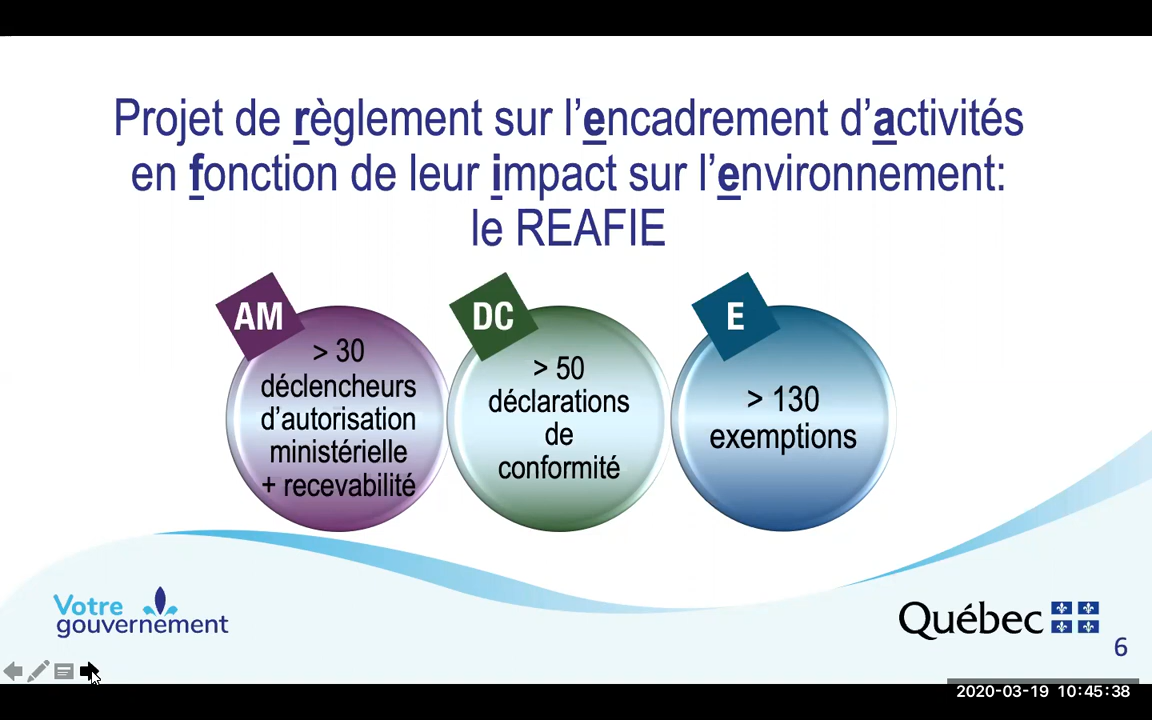 Projet de règlement sur l'encadrement d'activités
en fonction de leur impact sur l'environnement:
le REAFIE
AM
> 30
déclencheurs
d'autorisation
ministérielle
+ recevabilité
DC
> 50
déclarations
de
conformité
E
> 130
exemptions
Votre
gouvernement
Québec
6
2020-03-19 10:45:38